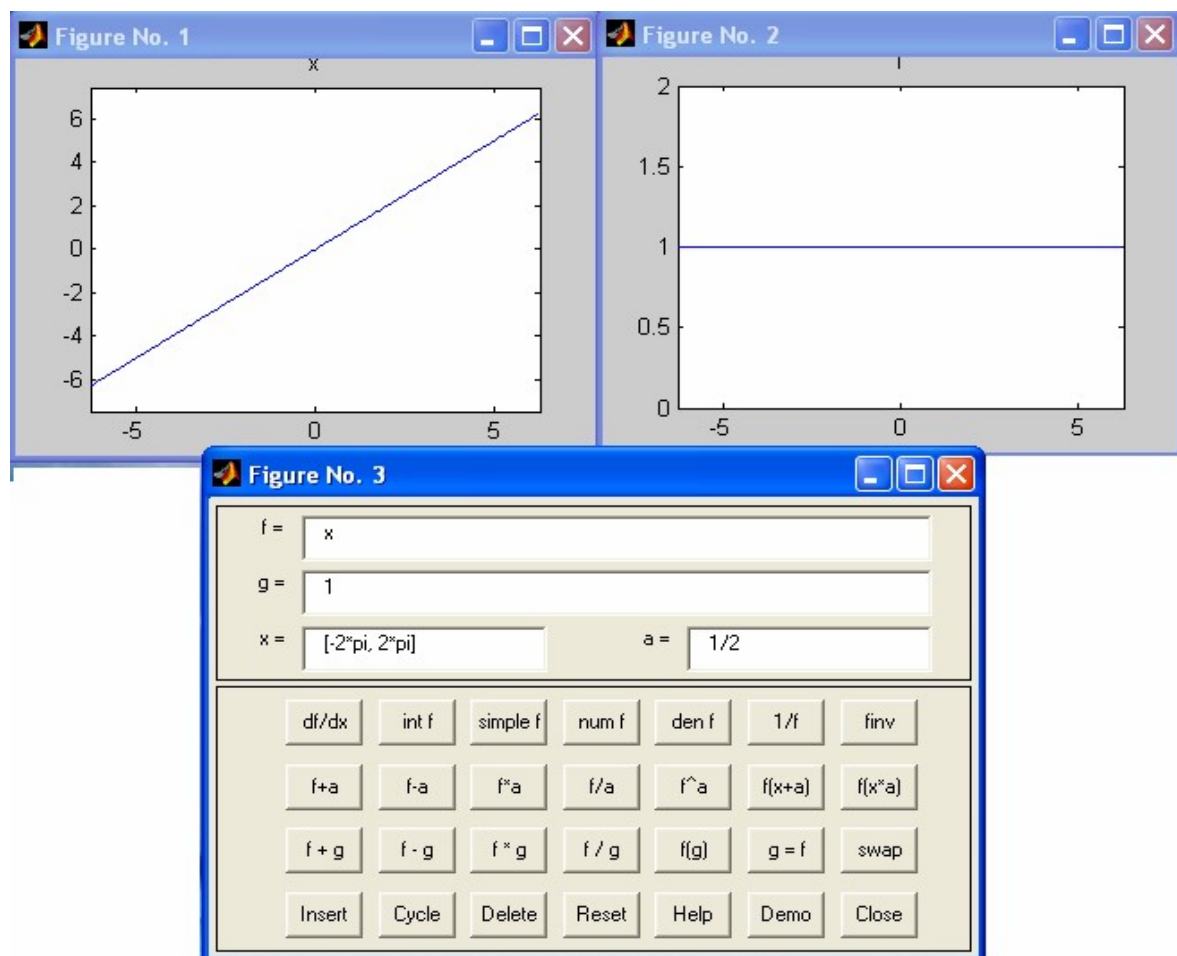 Figure No. 1
x
6
4
2
0
-2
-4
-6
-5 0 5
Figure No. 2
2
1.5
1
0.5
0
-5 0 5
Figure No. 3
f = x
g = 1
x = [-2*pi, 2*pi] a = 1/2
df/dx int f simple f num f den f 1/f finv
f+a f-a f*a f/a f^a f(x+a) f(x*a)
f + g f - g f * g f / g f(g) g = f swap
Insert Cycle Delete Reset Help Demo Close